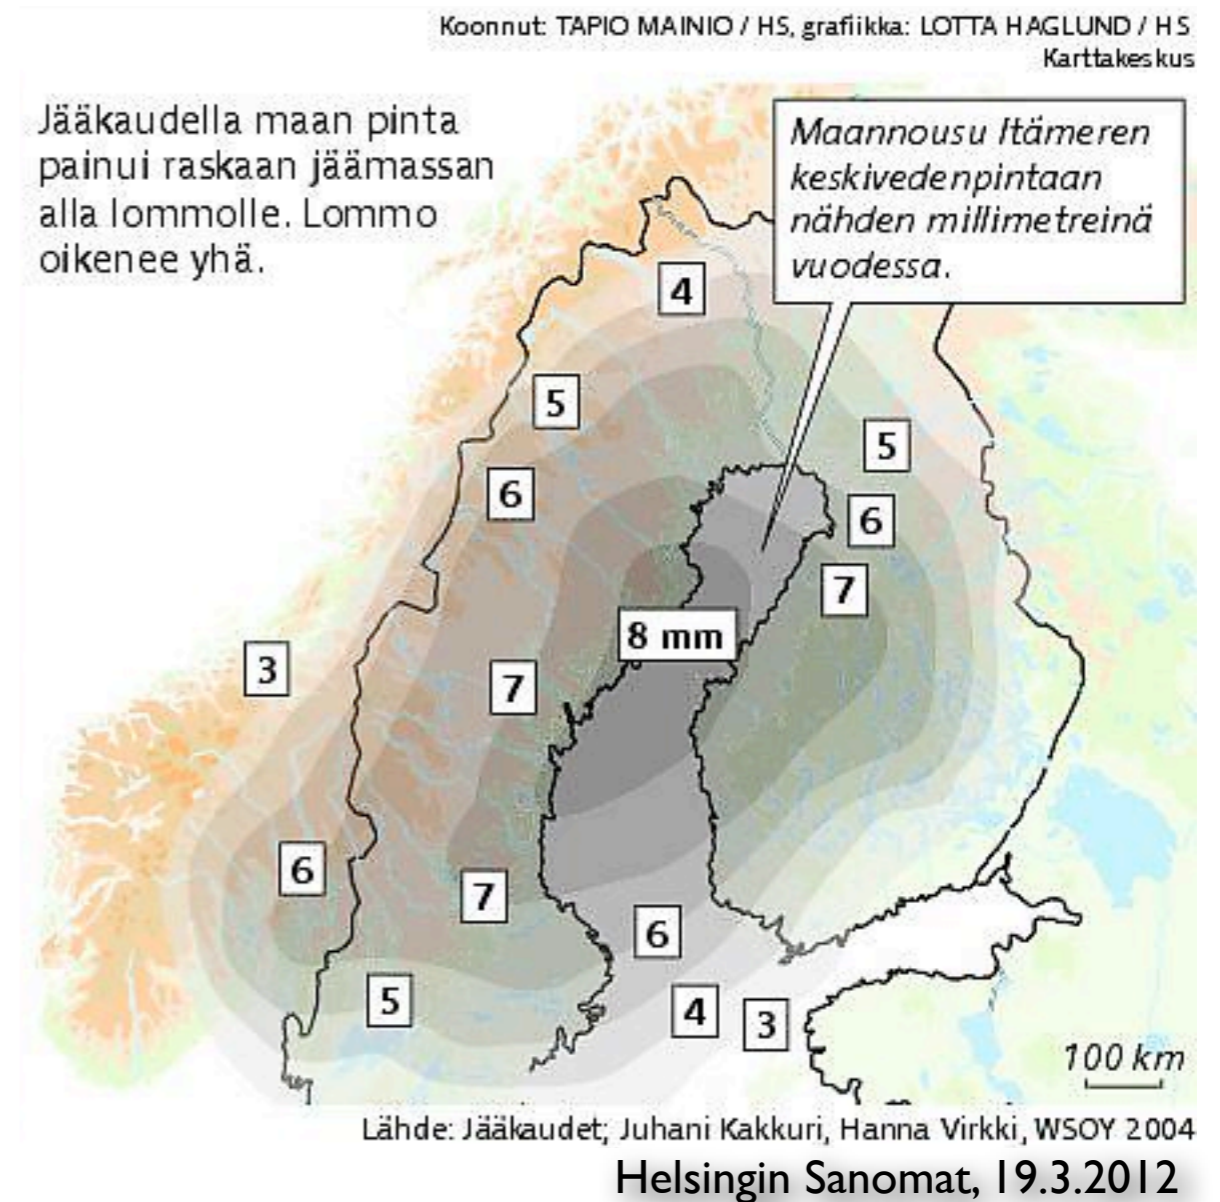 Koonnut: TAPIO MAINIO / HS, grafiikka: LOTTA HAGLUND / HS
Karttakeskus
Jääkaudella maan pinta
painui raskaan jäämassan
alla lommolle. Lommo
oikenee yhä.
Maannousu Itämeren
keskivedenpintaan
nähden millimetreinä
vuodessa.
4
5
5
6
6
7
8 mm
3
7
6
7
6
5
4
3
100 km
Lähde: Jääkaudet; Juhani Kakkuri, Hanna Virkki, WSOY 2004
Helsingin Sanomat, 19.3.2012